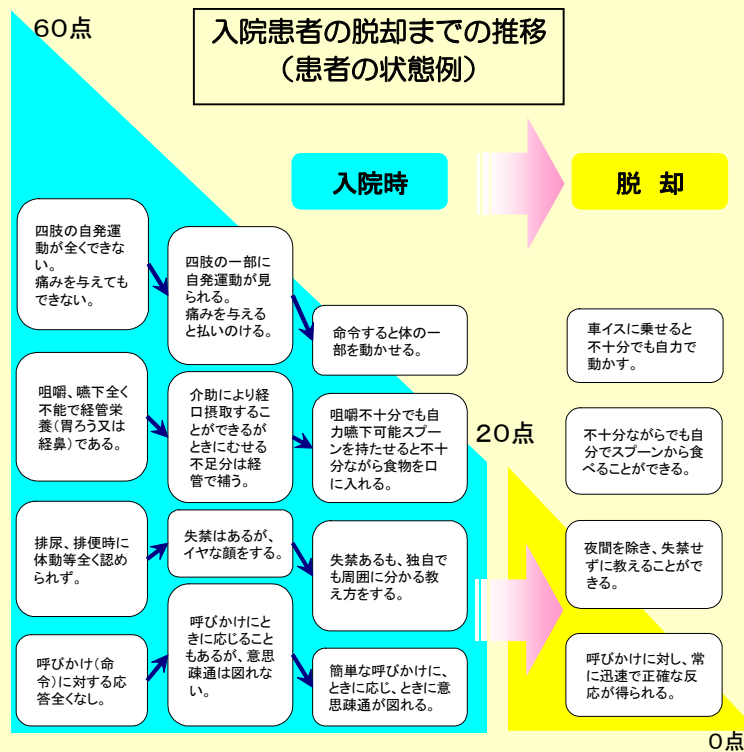 60点
入院患者の脱却までの推移
（患者の状態例）
入院時
脱 却
四肢の自発運
動が全くできな
い。
痛みを与えても
できない。
四肢の一部に
自発運動が見
られる。
痛みを与える
と払いのける。
命令すると体の一
部を動かせる。
車イスに乗せると
不十分でも自力で
動かす。
咀嚼、嚥下全く
不能で経管栄
養（胃ろう又は
経鼻）である。
介助により経
口摂取するこ
とができるが
ときにむせる
不足分は経
管で補う。
咀嚼不十分でも自
力嚥下可能スプー
ンを持たせると不十
分ながら食物を口
に入れる。
20点
不十分ながらでも自
分でスプーンから食
べることができる。
排尿、排便時に
体動等全く認め
られず。
失禁はあるが、
イヤな顔をする。
失禁あるも、独自で
も周囲に分かる教
え方をする。
夜間を除き、失禁せ
ずに教えることがで
きる。
呼びかけ（命
令）に対する応
答全くなし。
呼びかけにと
きに応じること
もあるが、意思
疎通は図れな
い。
簡単な呼びかけに、
ときに応じ、ときに意
思疎通が図れる。
呼びかけに対し、常
に迅速で正確な反
応が得られる。
0点